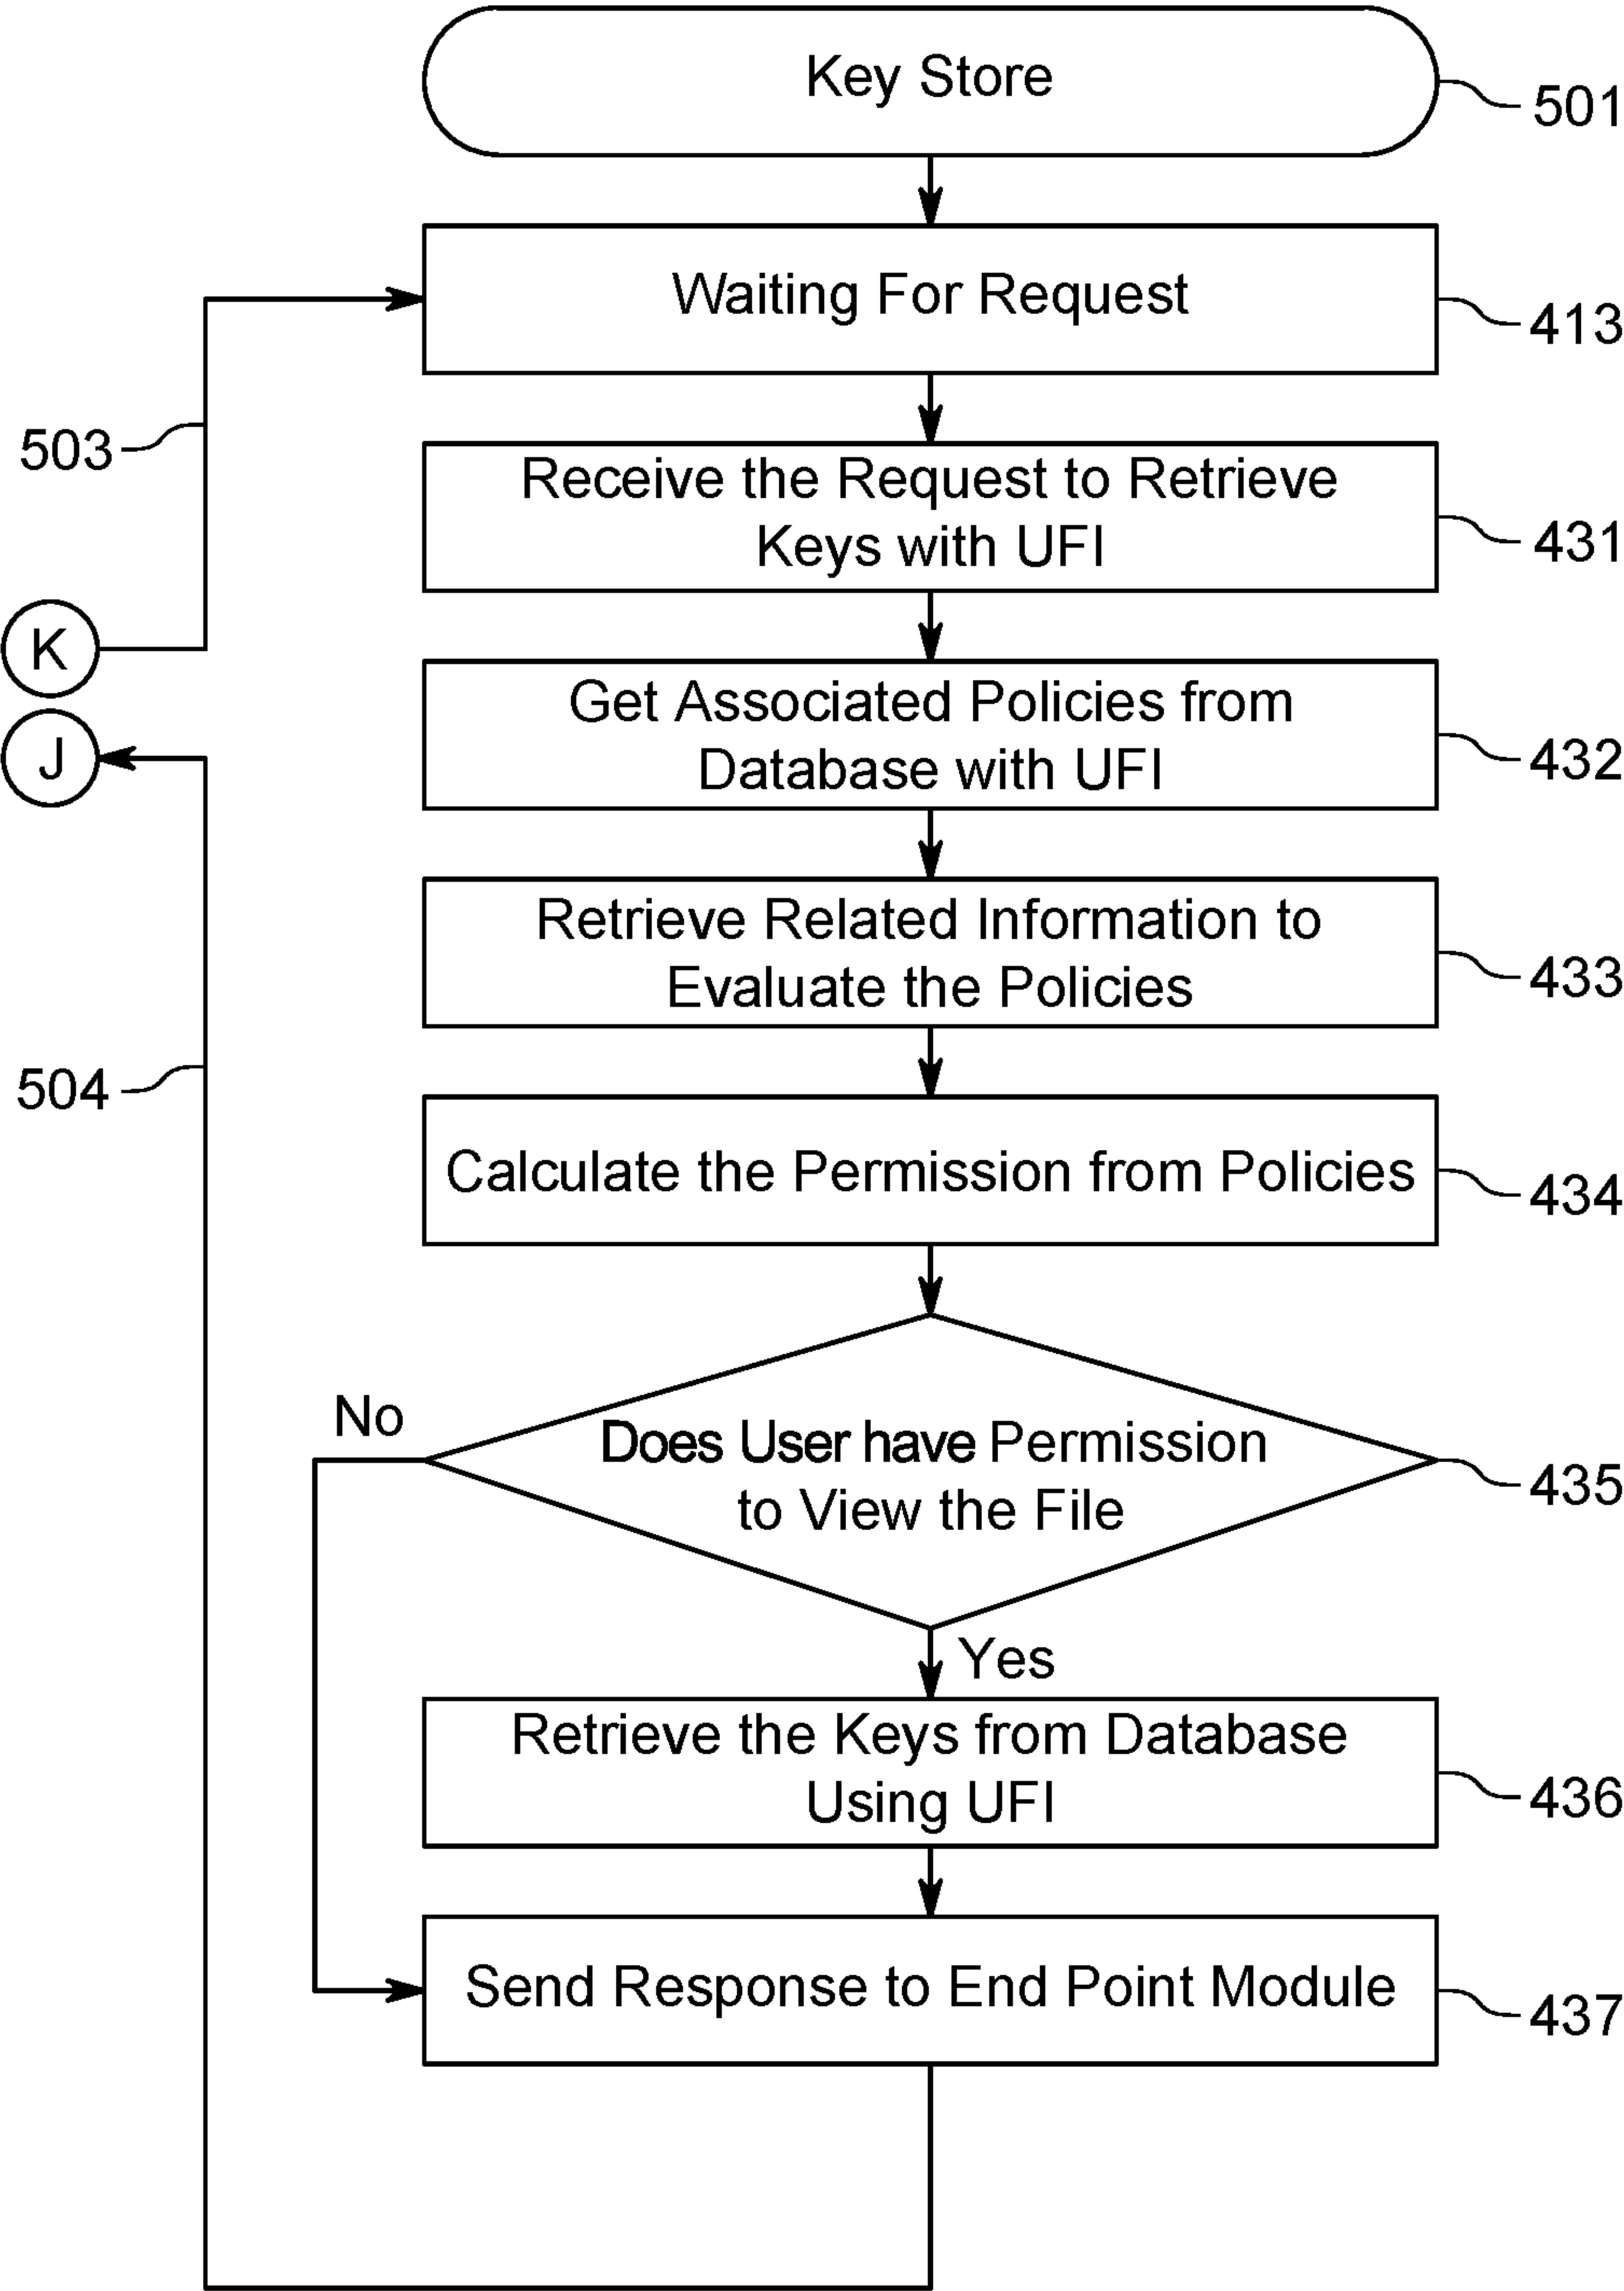 Key Store
501
Waiting For Request
413
503
Receive the Request to Retrieve
Keys with UFI
431
K
Get Associated Policies from
Database with UFI
432
J
Retrieve Related Information to
Evaluate the Policies
433
504
Calculate the Permission from Policies
434
No
Does User have Permission
to View the File
435
Yes
Retrieve the Keys from Database
Using UFI
436
Send Response to End Point Module
437